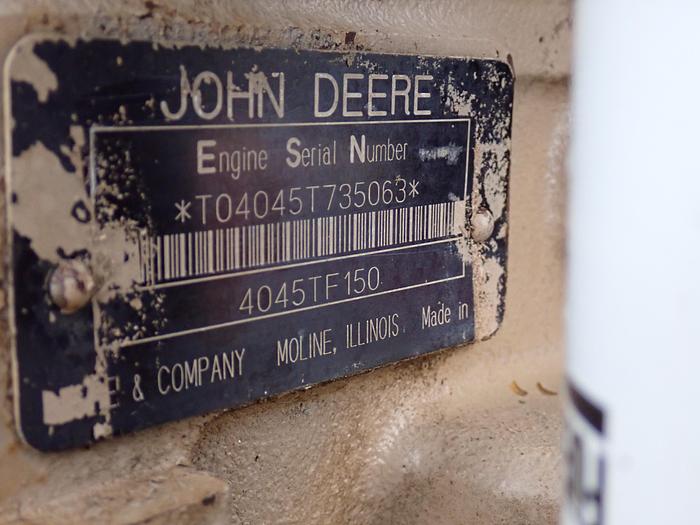 JOHN DEERE
Engine Serial Number
*T04045T735063*
4045TF150
E & COMPANY MOLINE, ILLINOIS Made in